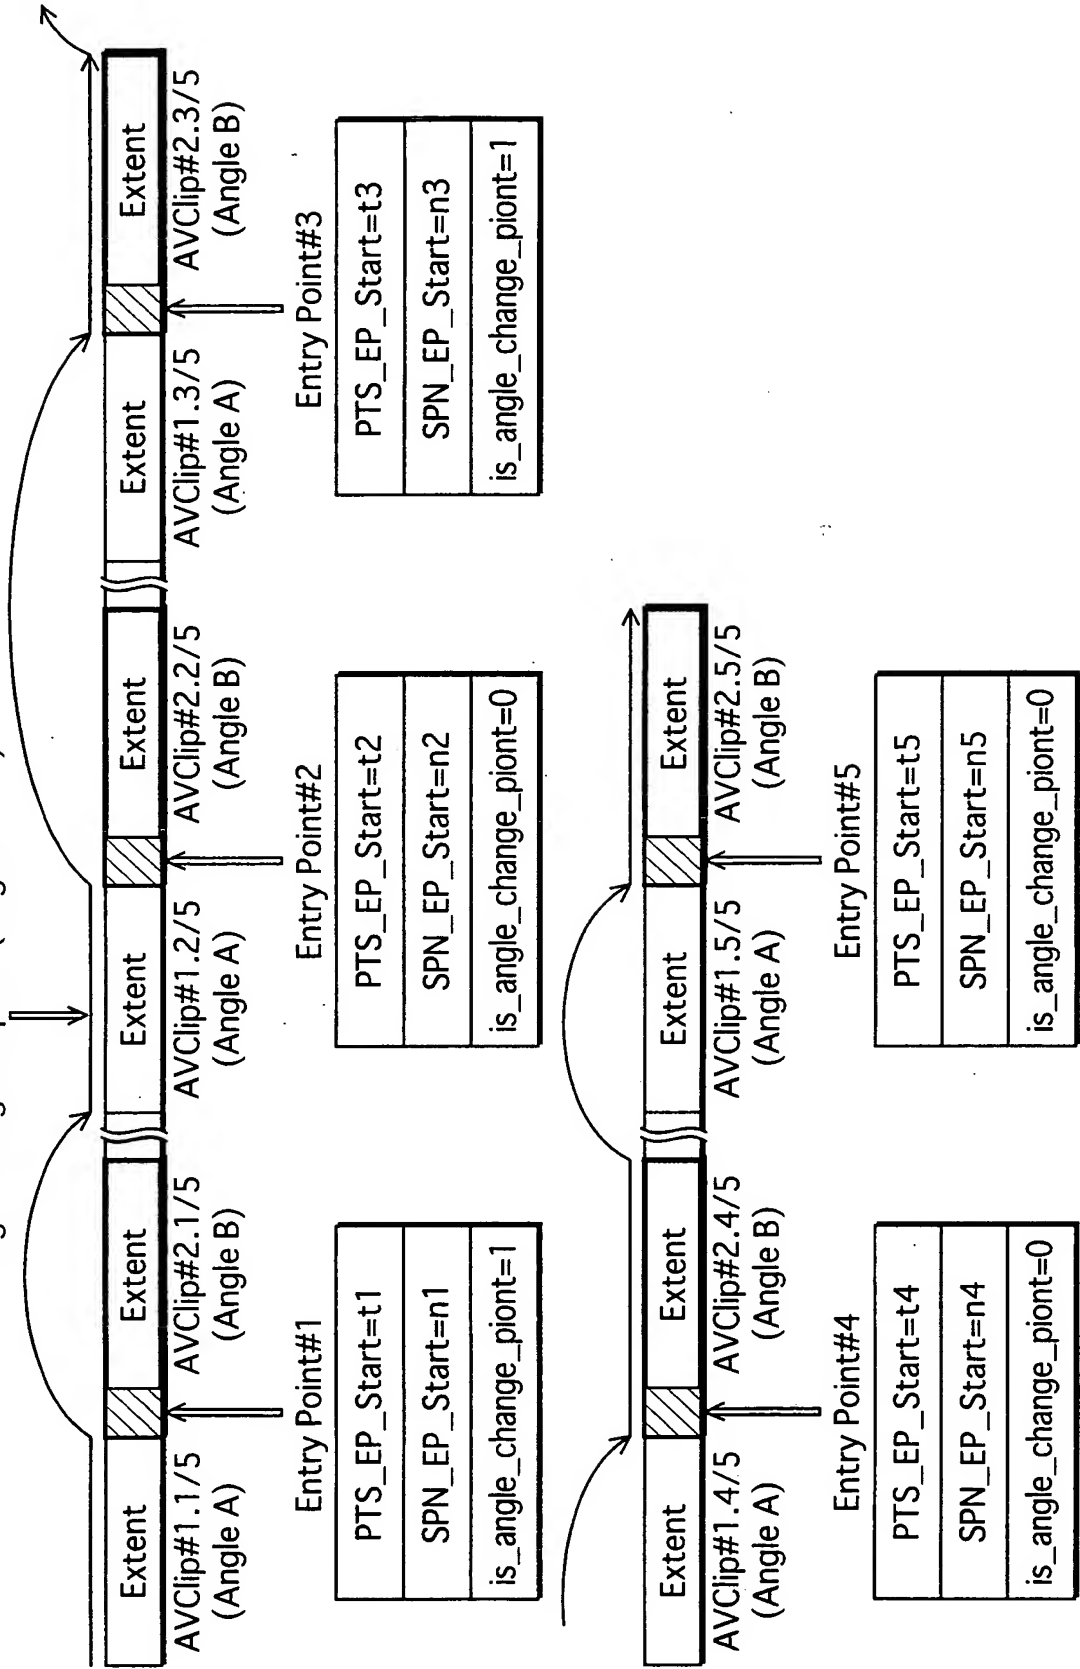 Extent
AVClip#1.1/5
(Angle A)
Extent
AVClip#2.1/5
(Angle B)
Extent
AVClip#1.2/5
(Angle A)
Extent
AVClip#2.2/5
(Angle B)
Extent
AVClip#1.3/5
(Angle A)
Extent
AVClip#2.3/5
(Angle B)
Entry Point#1
PTS_EP_Start=t1
SPN_EP_Start=n1
is_angle_change_piont=1
Entry Point#2
PTS_EP_Start=t2
SPN_EP_Start=n2
is_angle_change_piont=0
Entry Point#3
PTS_EP_Start=t3
SPN_EP_Start=n3
is_angle_change_piont=1
Extent
AVClip#1.4/5
(Angle A)
Extent
AVClip#2.4/5
(Angle B)
Extent
AVClip#1.5/5
(Angle A)
Extent
AVClip#2.5/5
(Angle B)
Entry Point#4
PTS_EP_Start=t4
SPN_EP_Start=n4
is_angle_change_piont=0
Entry Point#5
PTS_EP_Start=t5
SPN_EP_Start=n5
is_angle_change_piont=0